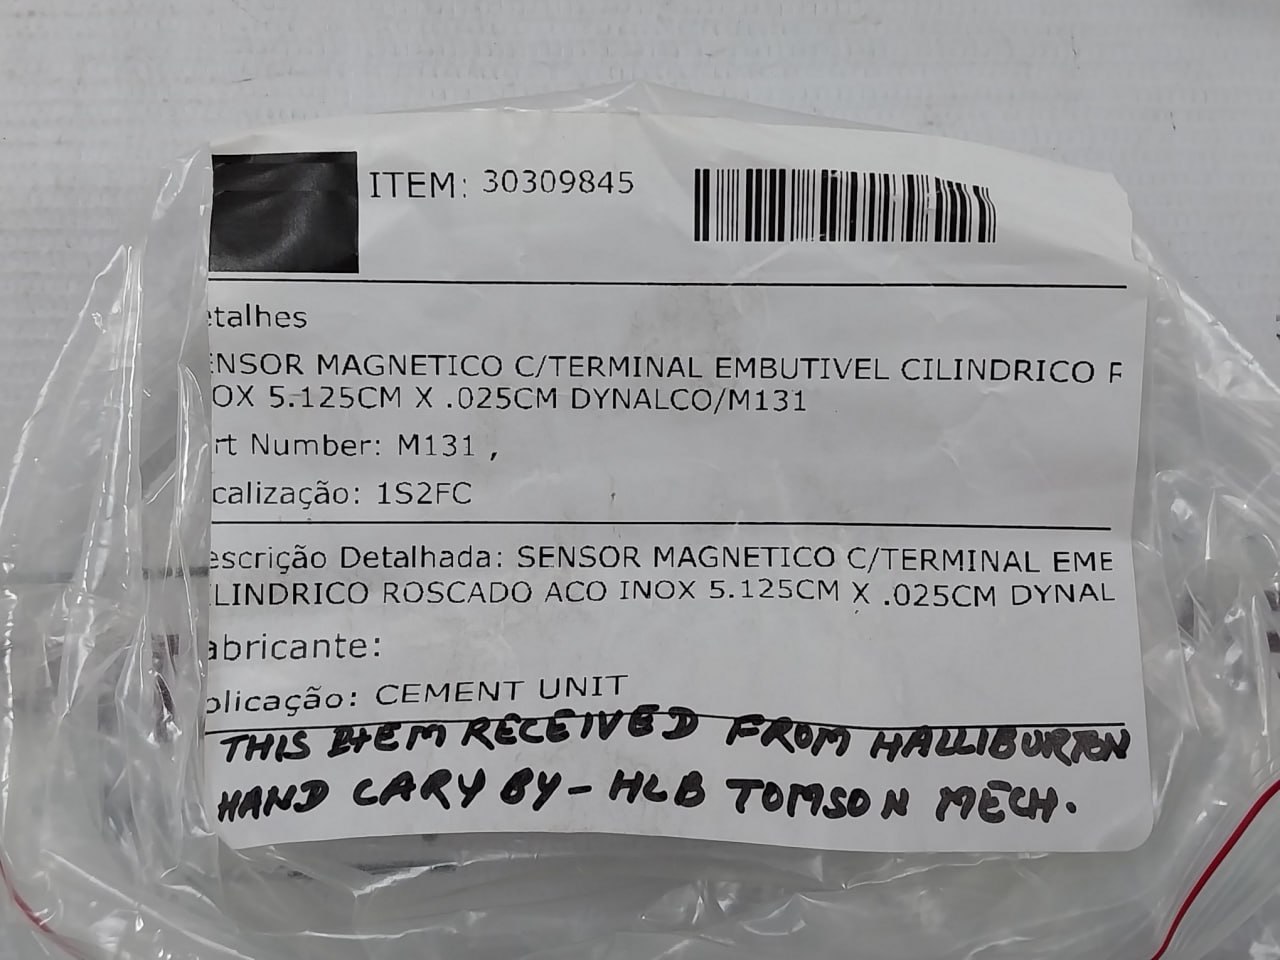 ITEM: 30309845
etalhes
ENSOR MAGNETICO C/TERMINAL EMBUTIVEL CILINDRICO
OX 5.125CM X .025CM DYNALCO/M131
rt Number: M131 ,
calização: 1S2FC
escrição Detalhada: SENSOR MAGNETICO C/TERMINAL EME
LINDRICO ROSCADO ACO INOX 5.125CM X .025CM DYNAL
abricante:
plicação: CEMENT UNIT
THIS RECEIVED FROM HALLIBURTON
HAND CARY BY - HLB TOMSON MECH.